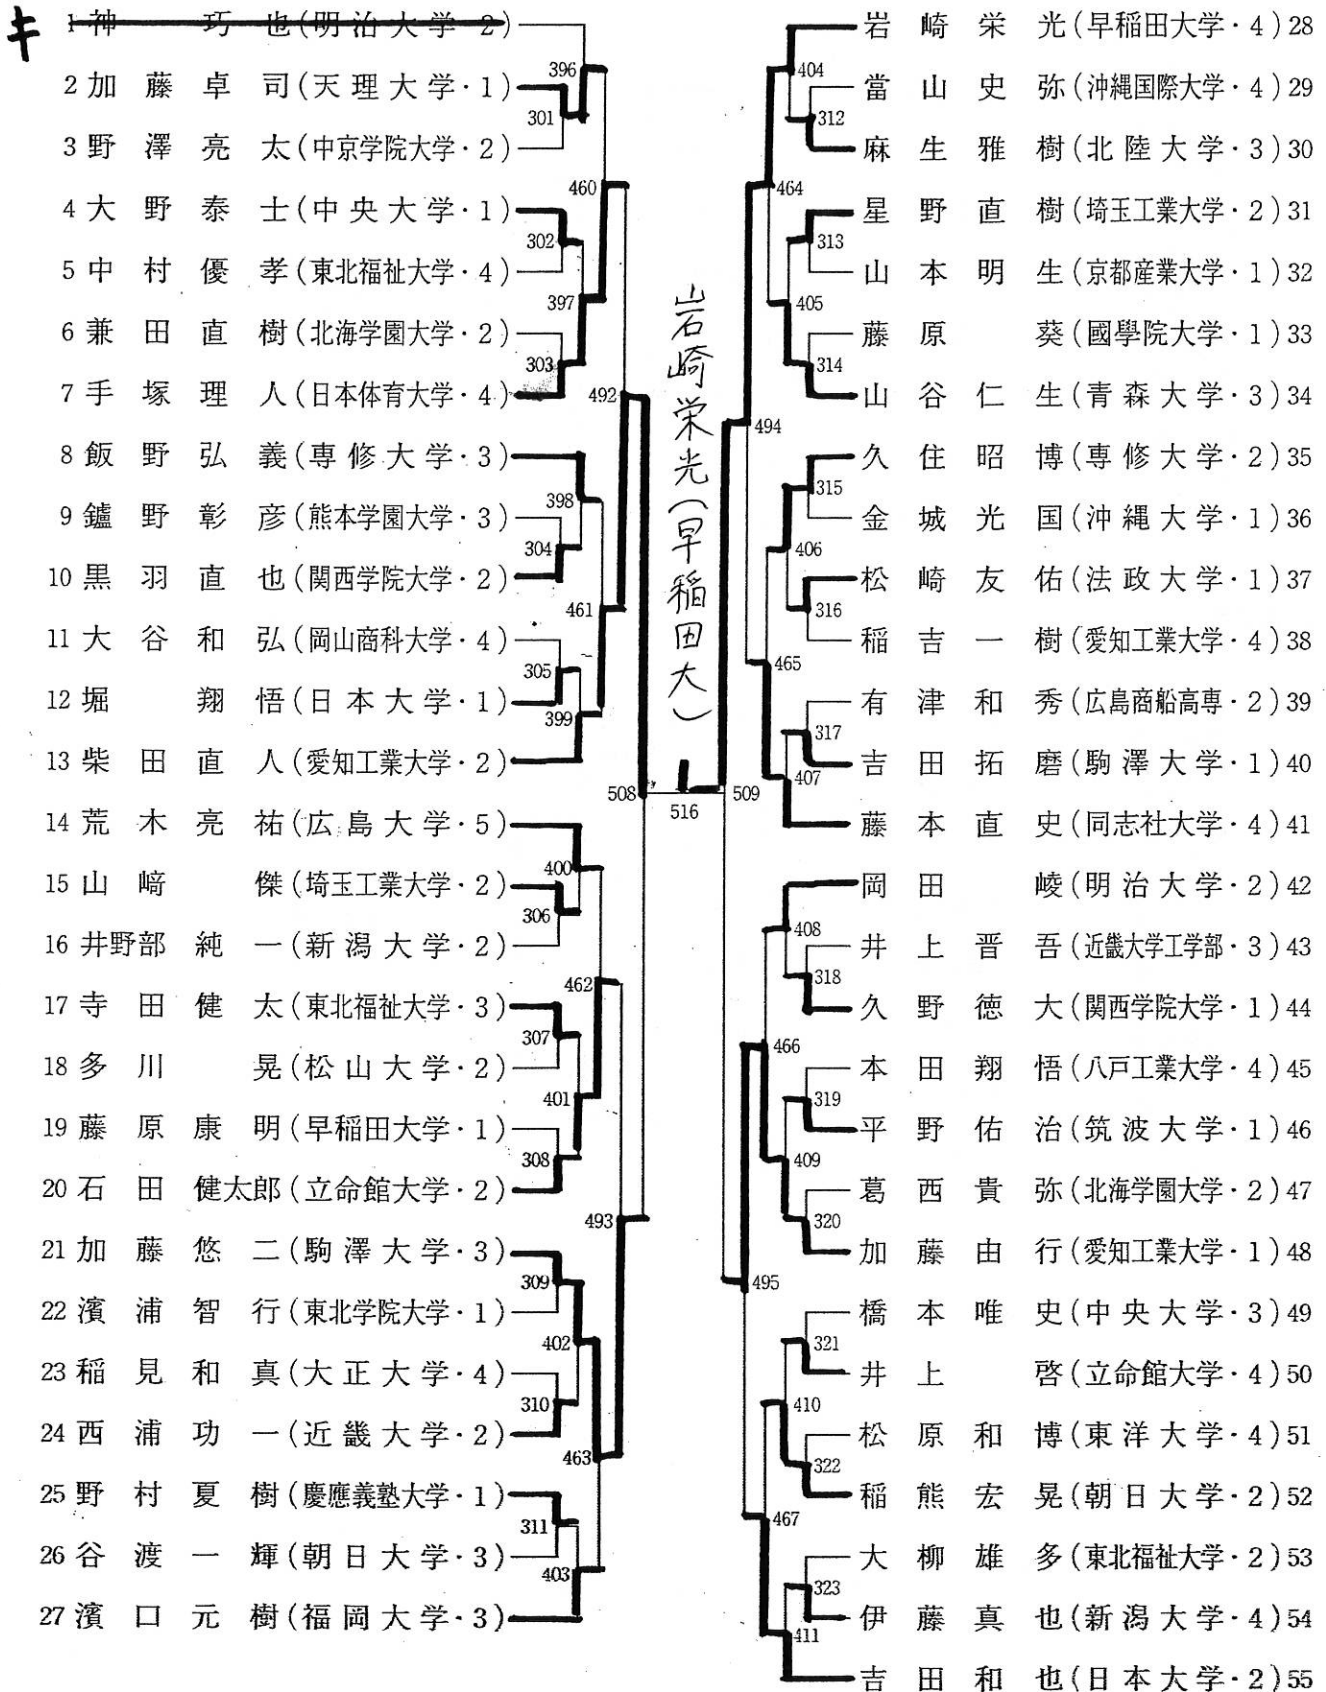 キ
1 神 巧 也(明治大学・2)
2 加 藤 卓 司(天理大学・1)
3 野 澤 亮 太(中京学院大学・2)
4 大 野 泰 士(中央大学・1)
5 中 村 優 孝(東北福祉大学・4)
6 兼 田 直 樹(北海学園大学・2)
7 手 塚 理 人(日本体育大学・4)
8 飯 野 弘 義(専修大学・3)
9 鑪 野 彰 彦(熊本学園大学・3)
10 黒 羽 直 也(関西学院大学・2)
11 大 谷 和 弘(岡山商科大学・4)
12 堀 翔 悟(日本大学・1)
13 柴 田 直 人(愛知工業大学・2)
14 荒 木 亮 祐(広島大学・5)
15 山 﨑 傑(埼玉工業大学・2)
16 井野部 純 一(新潟大学・2)
17 寺 田 健 太(東北福祉大学・3)
18 多 川 晃(松山大学・2)
19 藤 原 康 明(早稲田大学・1)
20 石 田 健太郎(立命館大学・2)
21 加 藤 悠 二(駒澤大学・3)
22 濱 浦 智 行(東北学院大学・1)
23 稲 見 和 真(大正大学・4)
24 西 浦 功 一(近畿大学・2)
25 野 村 夏 樹(慶應義塾大学・1)
26 谷 渡 一 輝(朝日大学・3)
27 濱 口 元 樹(福岡大学・3)
396
301
460
302
397
303
492
398
304
461
305
399
508
400
306
462
307
401
308
493
309
402
310
463
311
403
岩崎栄光(早稲田大)
516
509
404
312
464
313
405
314
494
315
406
316
465
317
407
408
318
466
319
409
320
495
321
410
322
467
323
411
岩 崎 栄 光(早稲田大学・4)28
當 山 史 弥(沖縄国際大学・4)29
麻 生 雅 樹(北陸大学・3)30
星 野 直 樹(埼玉工業大学・2)31
山 本 明 生(京都産業大学・1)32
藤 原 葵(國學院大学・1)33
山 谷 仁 生(青森大学・3)34
久 住 昭 博(専修大学・2)35
金 城 光 国(沖縄大学・1)36
松 崎 友 佑(法政大学・1)37
稲 吉 一 樹(愛知工業大学・4)38
有 津 和 秀(広島商船高専・2)39
吉 田 拓 磨(駒澤大学・1)40
藤 本 直 史(同志社大学・4)41
岡 田 崚(明治大学・2)42
井 上 晋 吾(近畿大学工学部・3)43
久 野 徳 大(関西学院大学・1)44
本 田 翔 悟(八戸工業大学・4)45
平 野 佑 治(筑波大学・1)46
葛 西 貴 弥(北海学園大学・2)47
加 藤 由 行(愛知工業大学・1)48
橋 本 唯 史(中央大学・3)49
井 上 啓(立命館大学・4)50
松 原 和 博(東洋大学・4)51
稲 熊 宏 晃(朝日大学・2)52
大 柳 雄 多(東北福祉大学・2)53
伊 藤 真 也(新潟大学・4)54
吉 田 和 也(日本大学・2)55